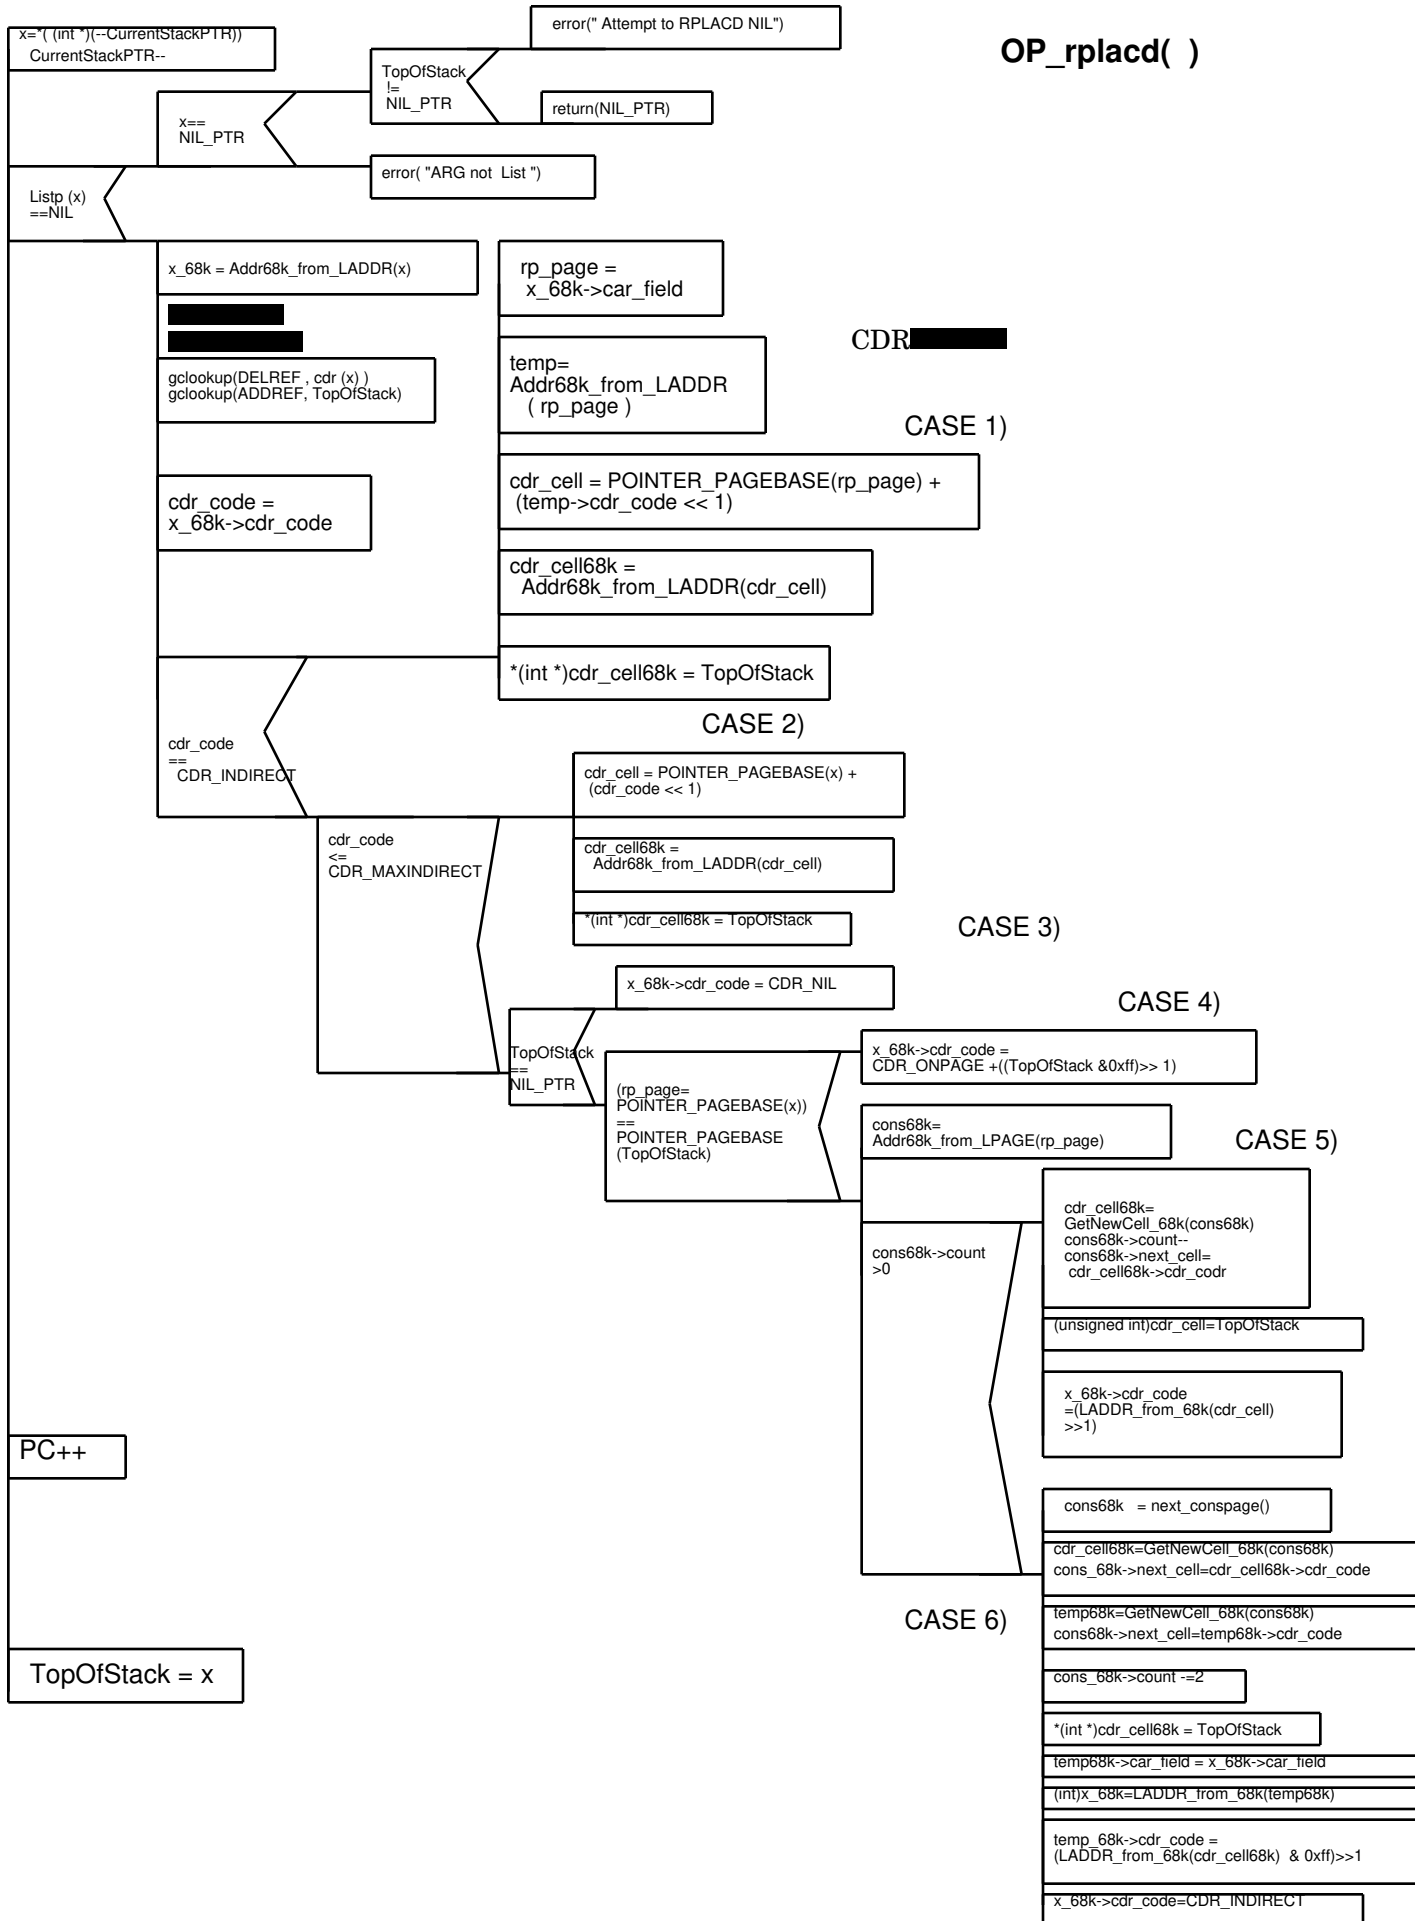 OP_rplacd( )
x=*( (int *)(--CurrentStackPTR))
CurrentStackPTR--
error(" Attempt to RPLACD NIL")
TopOfStack
!=
NIL_PTR
return(NIL_PTR)
x==
NIL_PTR
error( "ARG not List ")
Listp (x)
==NIL
x_68k = Addr68k_from_LADDR(x)
gclookup(DELREF , cdr (x) )
gclookup(ADDREF, TopOfStack)
cdr_code =
x_68k->cdr_code
CDR
CASE 1)
rp_page =
x_68k->car_field
temp=
Addr68k_from_LADDR
( rp_page )
cdr_cell = POINTER_PAGEBASE(rp_page) +
(temp->cdr_code << 1)
cdr_cell68k =
Addr68k_from_LADDR(cdr_cell)
*(int *)cdr_cell68k = TopOfStack
cdr_code
==
CDR_INDIRECT
CASE 2)
cdr_cell = POINTER_PAGEBASE(x) +
(cdr_code << 1)
cdr_code
<=
CDR_MAXINDIRECT
cdr_cell68k =
Addr68k_from_LADDR(cdr_cell)
*(int *)cdr_cell68k = TopOfStack
CASE 3)
x_68k->cdr_code = CDR_NIL
TopOfStack
==
NIL_PTR
CASE 4)
x_68k->cdr_code =
CDR_ONPAGE +((TopOfStack &0xff)>> 1)
(rp_page=
POINTER_PAGEBASE(x))
==
POINTER_PAGEBASE
(TopOfStack)
cons68k=
Addr68k_from_LPAGE(rp_page)
CASE 5)
cons68k->count
>0
cdr_cell68k=
GetNewCell_68k(cons68k)
cons68k->count--
cons68k->next_cell=
cdr_cell68k->cdr_codr
(unsigned int)cdr_cell=TopOfStack
x_68k->cdr_code
=(LADDR_from_68k(cdr_cell)
>>1)
PC++
CASE 6)
cons68k = next_conspage()
cdr_cell68k=GetNewCell_68k(cons68k)
cons_68k->next_cell=cdr_cell68k->cdr_code
temp68k=GetNewCell_68k(cons68k)
cons68k->next_cell=temp68k->cdr_code
cons_68k->count -=2
*(int *)cdr_cell68k = TopOfStack
temp68k->car_field = x_68k->car_field
(int)x_68k=LADDR_from_68k(temp68k)
temp_68k->cdr_code =
(LADDR_from_68k(cdr_cell68k) & 0xff)>>1
x_68k->cdr_code=CDR_INDIRECT
TopOfStack = x